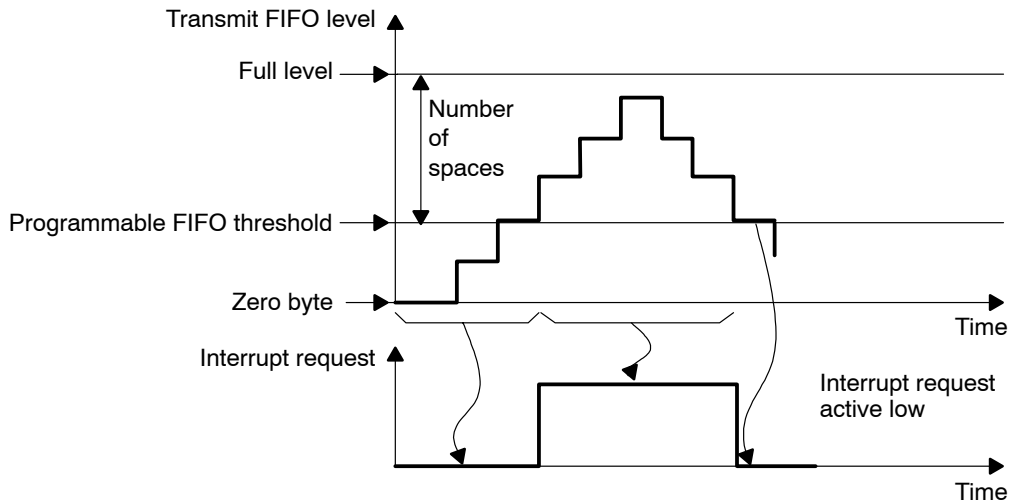 Transmit FIFO level
Full level
Number
of
spaces
Programmable FIFO threshold
Zero byte
Time
Interrupt request
Interrupt request
active low
Time